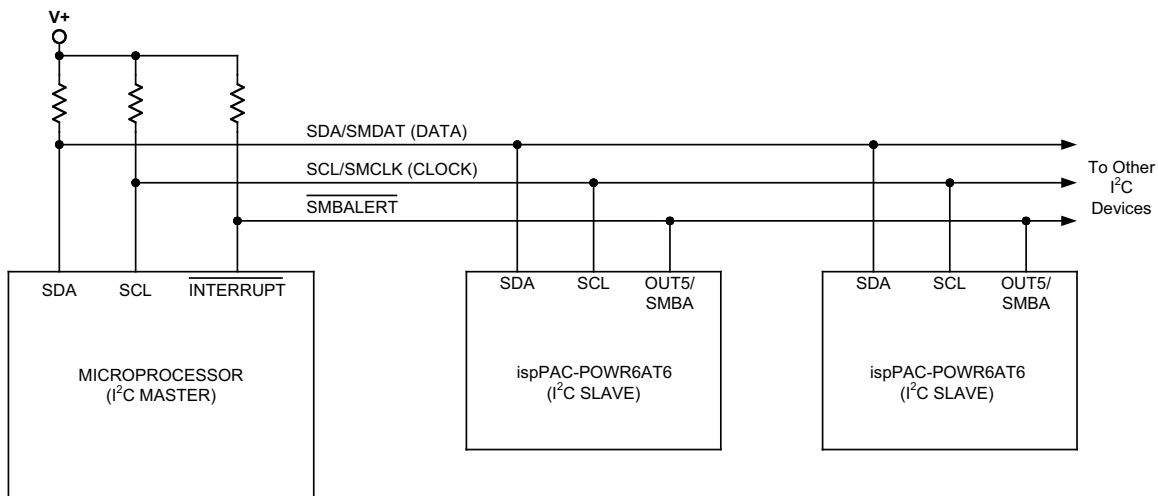 V+
SDA/SMDAT (DATA)
SCL/SMCLK (CLOCK)
SMBALERT
To Other
I²C
Devices
SDA SCL INTERRUPT
MICROPROCESSOR
(I²C MASTER)
SDA SCL OUT5/
SMBA
ispPAC-POWR6AT6
(I²C SLAVE)
SDA SCL OUT5/
SMBA
ispPAC-POWR6AT6
(I²C SLAVE)